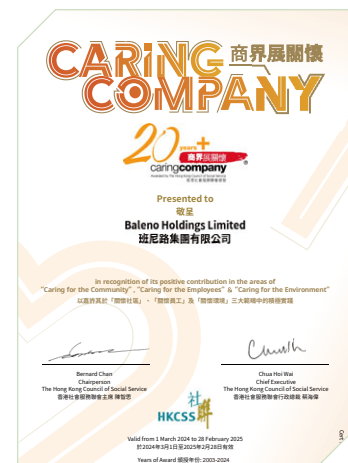 CARING 商界展關懷
COMPANY
20 years+
商界展關懷
caringcompany
Presented to
敬呈
Baleno Holdings Limited
班尼路集團有限公司
in recognition of its positive contribution in the areas of
“Caring for the Community”, “Caring for the Employees” & “Caring for the Environment”
以嘉許其於「關懷社區」、「關懷員工」及「關懷環境」三大範疇中的積極實踐
Bernard Chan
Chairperson
The Hong Kong Council of Social Service
香港社會服務聯會主席 陳智思
Chua Hoi Wai
Chief Executive
The Hong Kong Council of Social Service
香港社會服務聯會行政總裁 蔡海偉
社聯
HKCSS
Valid from 1 March 2024 to 28 February 2025
於2024年3月1日至2025年2月28日有效
Years of Award 頒授年份: 2003-2024